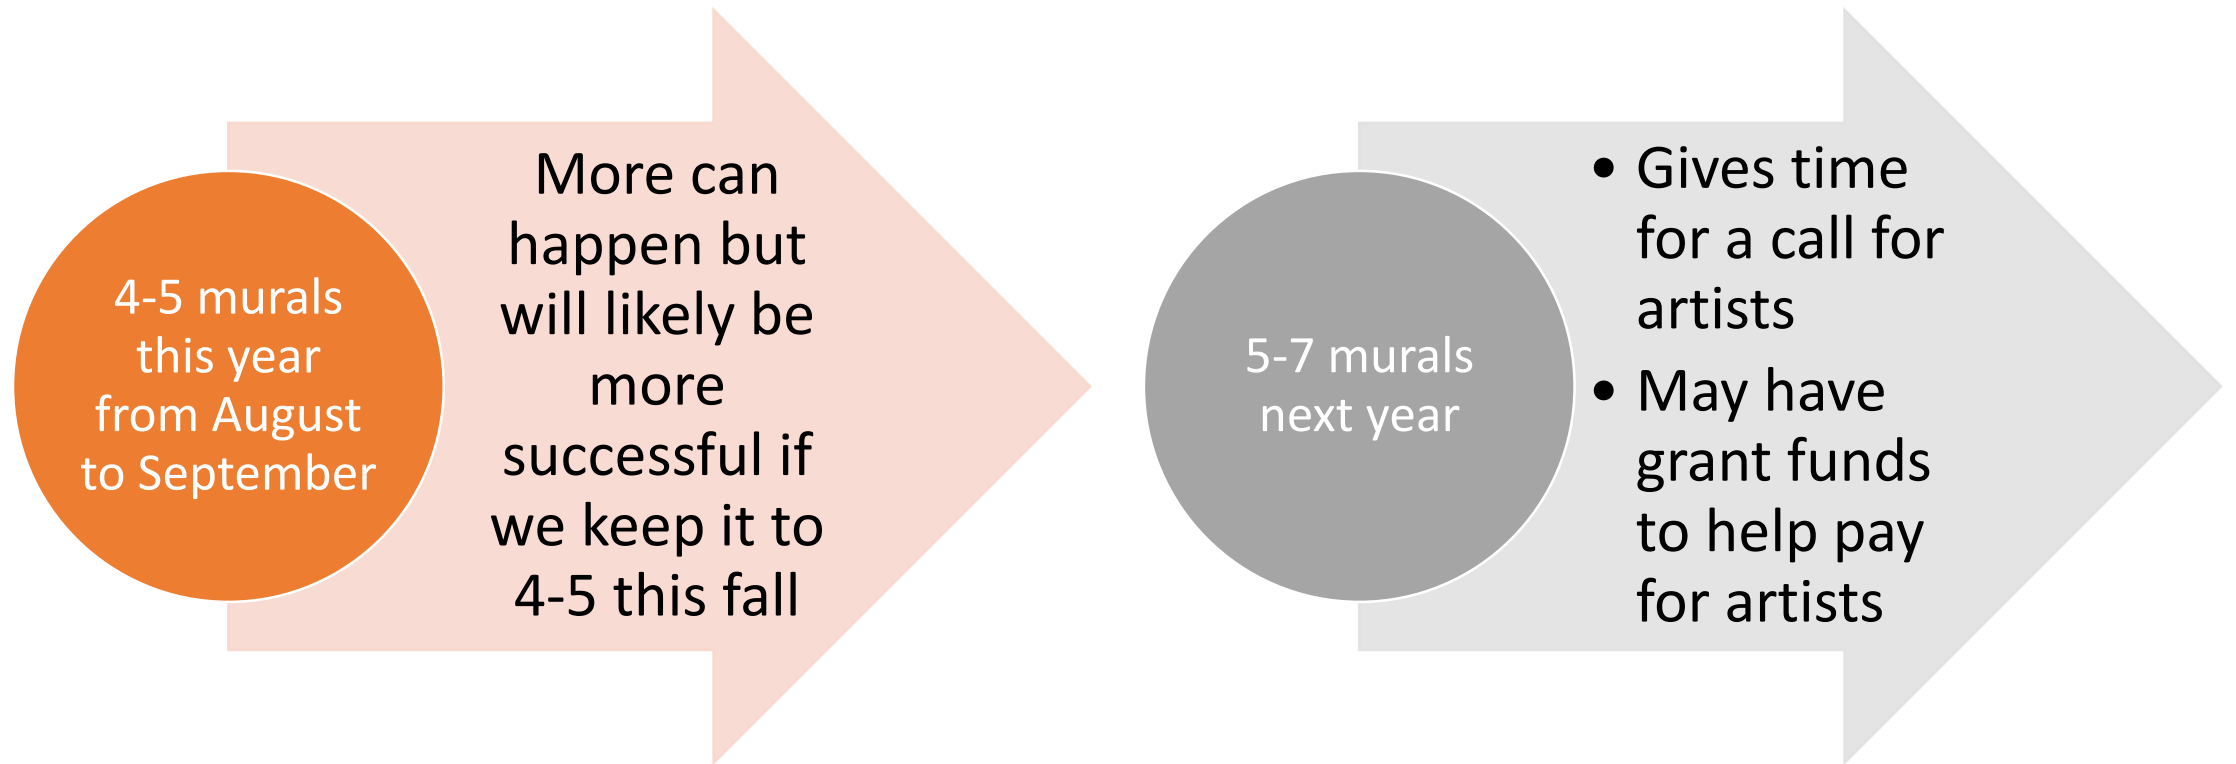 4-5 murals
this year
from August
to September
More can
happen but
will likely be
more
successful if
we keep it to
4-5 this fall
5-7 murals
next year
• Gives time
for a call for
artists
• May have
grant funds
to help pay
for artists